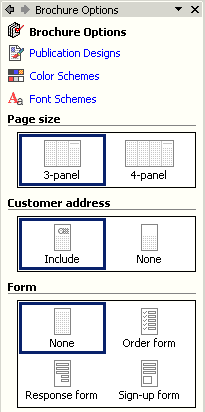 Brochure Options
Brochure Options
Publication Designs
Color Schemes
Font Schemes
Page size
3-panel 4-panel
Customer address
Include None
Form
None Order form
Response form Sign-up form